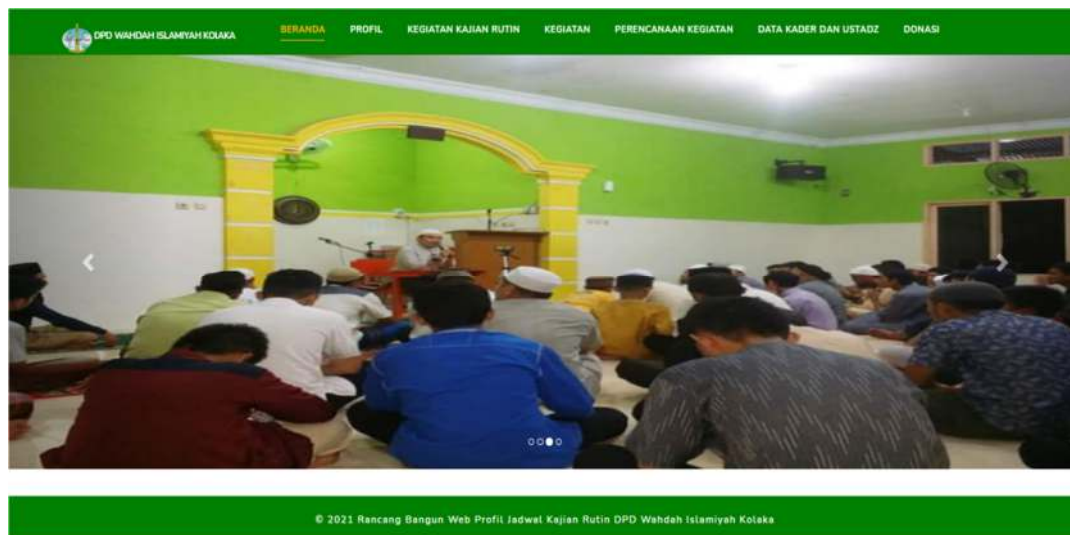 DPD WAHDAH ISLAMIYAH KOLAKA
BERANDA PROFIL KEGIATAN KAJIAN RUTIN KEGIATAN PERENCANAAN KEGIATAN DATA KADER DAN USTADZ DONASI
© 2021 Rancang Bangun Web Profil Jadwal Kajian Rutin DPD Wahdah Islamiyah Kolaka